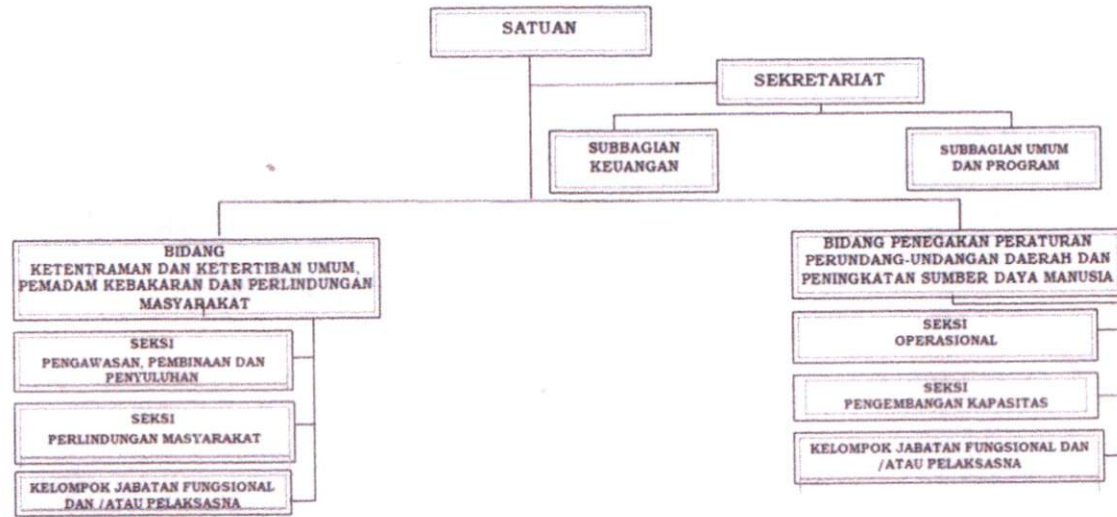 SATUAN
SEKRETARIAT
SUBBAGIAN
KEUANGAN
SUBBAGIAN UMUM
DAN PROGRAM
BIDANG
KETENTRAMAN DAN KETERTIBAN UMUM,
PEMADAM KEBAKARAN DAN PERLINDUNGAN
MASYARAKAT
SEKSI
PENGAWASAN, PEMBINAAN DAN
PENYULUHAN
SEKSI
PERLINDUNGAN MASYARAKAT
KELOMPOK JABATAN FUNGSIONAL
DAN /ATAU PELAKSASNA
BIDANG PENEGAKAN PERATURAN
PERUNDANG-UNDANGAN DAERAH DAN
PENINGKATAN SUMBER DAYA MANUSIA
SEKSI
OPERASIONAL
SEKSI
PENGEMBANGAN KAPASITAS
KELOMPOK JABATAN FUNGSIONAL DAN
/ATAU PELAKSASNA